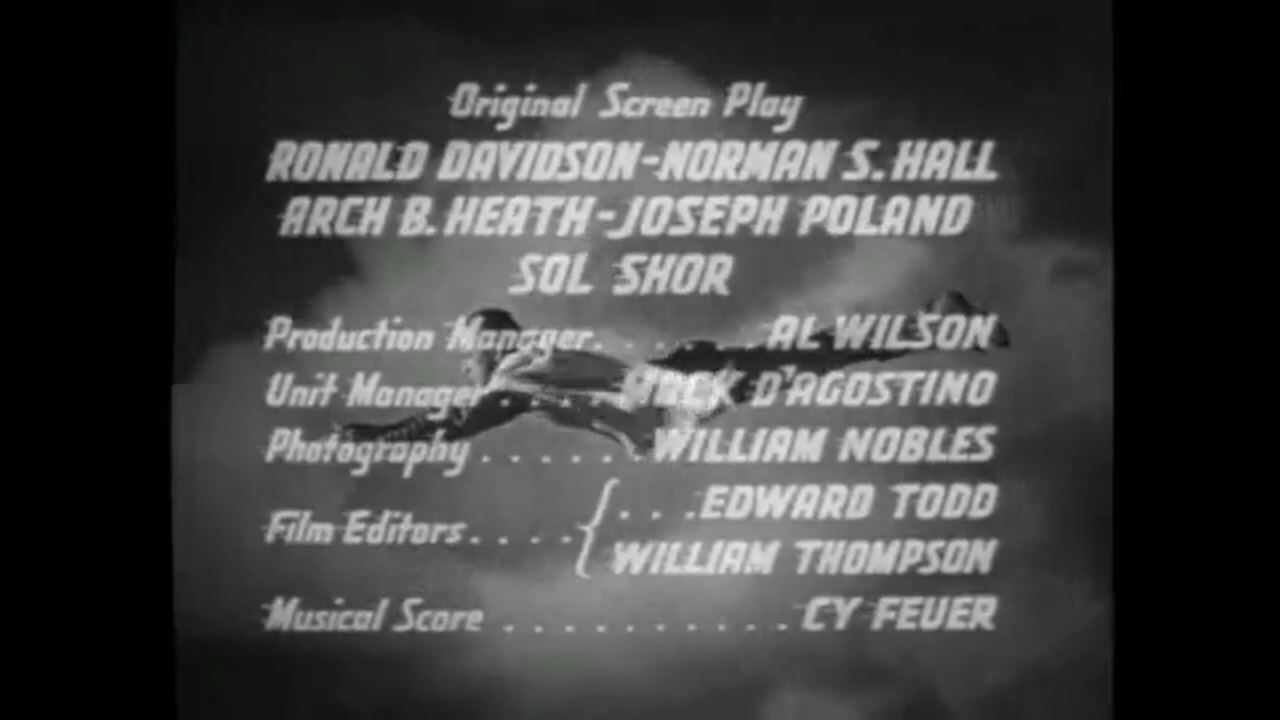 Original Screen Play
RONALD DAVIDSON-NORMAN S. HALL
ARCH B. HEATH-JOSEPH POLAND
SOL SHOR
Production Manager. . . . . . . AL WILSON
Unit Manager . . . . . MACK D'AGOSTINO
Photography . . . . . . . WILLIAM NOBLES
Film Editors . . . . . { . . . EDWARD TODD
WILLIAM THOMPSON
Musical Score . . . . . . . . . . CY FEUER